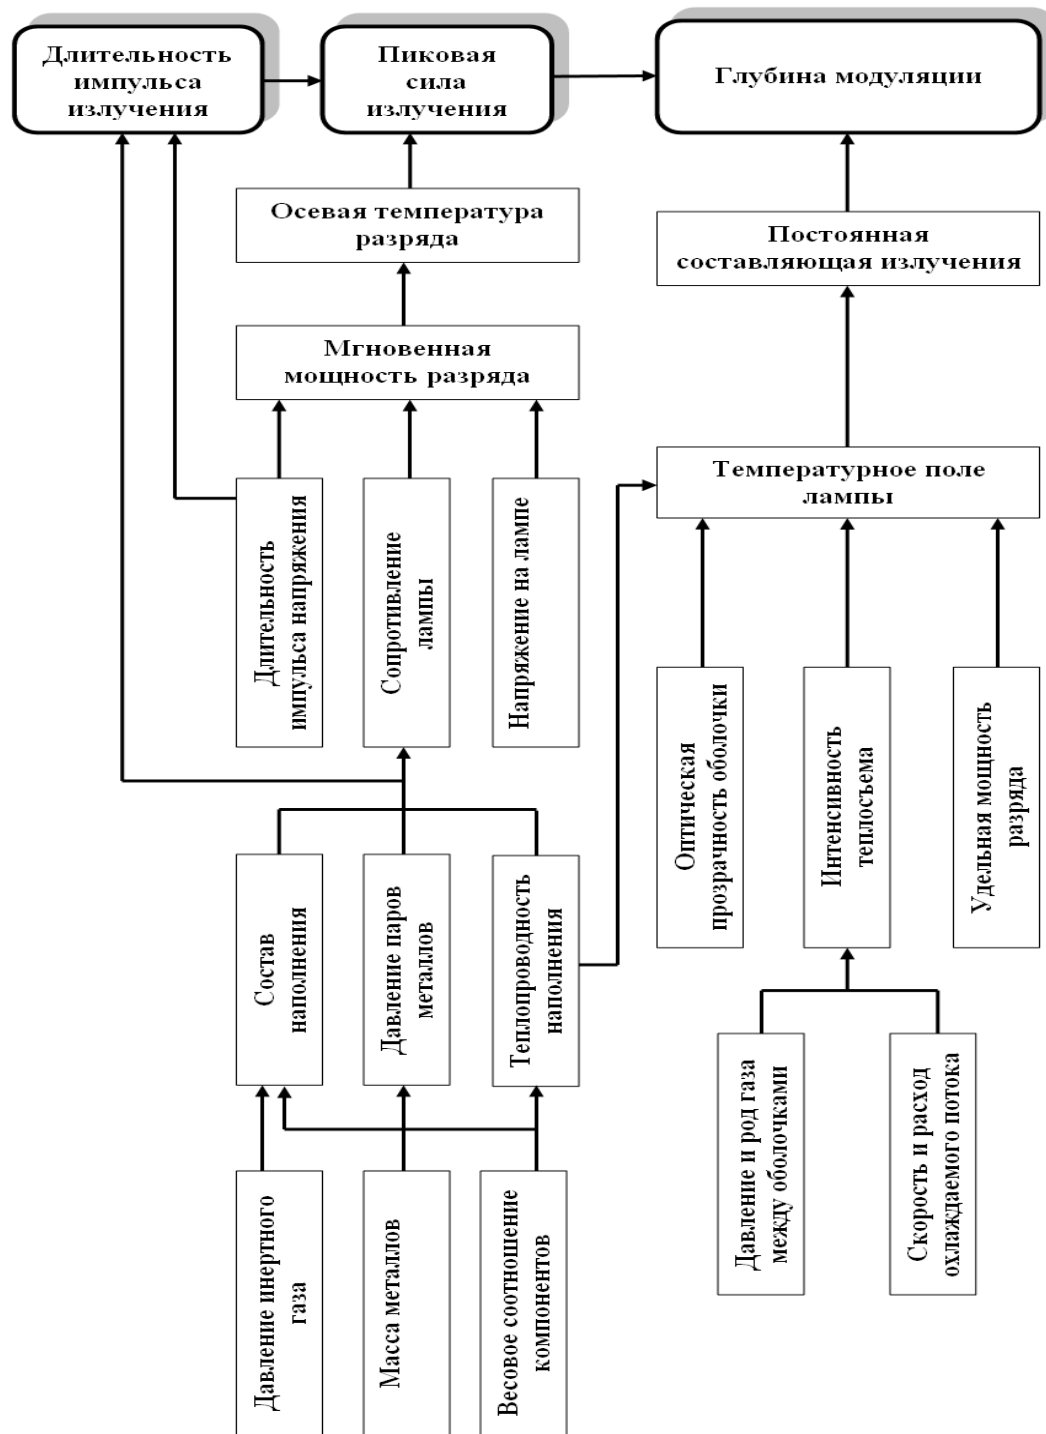 Длительность
импульса
излучения
Пиковая
сила
излучения
Глубина модуляции
Осевая температура
разряда
Постоянная
составляющая излучения
Мгновенная
мощность разряда
Температурное поле
лампы
Длительность
импульса напряжения
Сопротивление
лампы
Напряжение на лампе
Оптическая
прозрачность оболочки
Интенсивность
теплосъема
Удельная мощность
разряда
Состав
наполнения
Давление паров
металлов
Теплопроводность
наполнения
Давление и род газа
между оболочками
Скорость и расход
охлаждаемого потока
Давление инертного
газа
Масса металлов
Весовое соотношение
компонентов